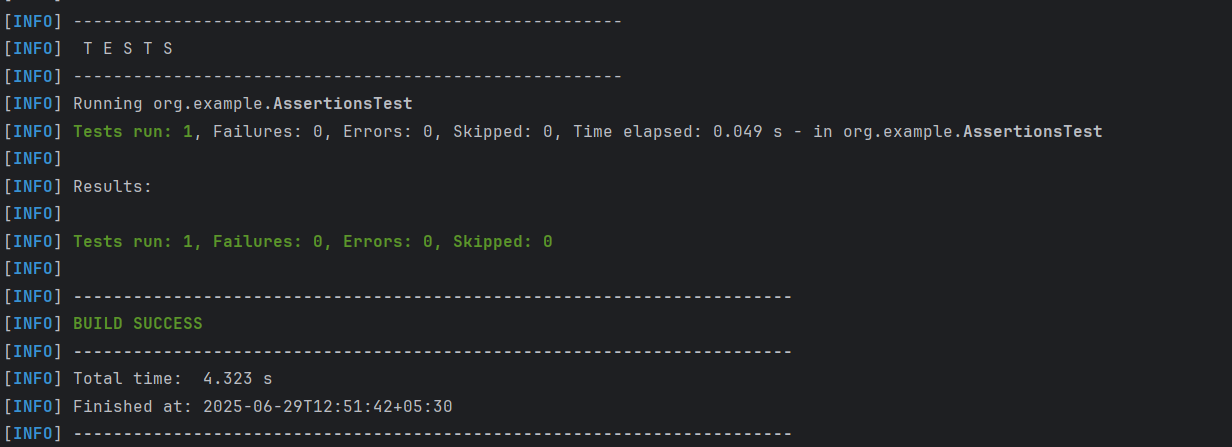 [INFO] -------------------------------------------------------
[INFO]  T E S T S
[INFO] -------------------------------------------------------
[INFO] Running org.example.AssertionsTest
[INFO] Tests run: 1, Failures: 0, Errors: 0, Skipped: 0, Time elapsed: 0.049 s - in org.example.AssertionsTest
[INFO]
[INFO] Results:
[INFO]
[INFO] Tests run: 1, Failures: 0, Errors: 0, Skipped: 0
[INFO]
[INFO] ------------------------------------------------------------------------
[INFO] BUILD SUCCESS
[INFO] ------------------------------------------------------------------------
[INFO] Total time:  4.323 s
[INFO] Finished at: 2025-06-29T12:51:42+05:30
[INFO] ------------------------------------------------------------------------